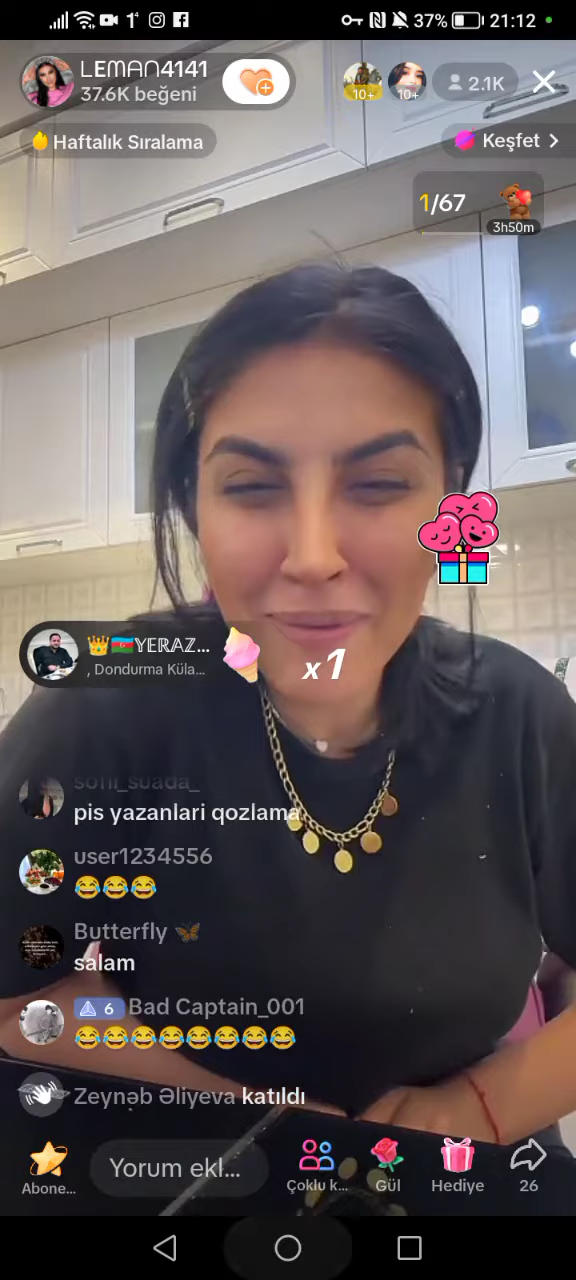 37%
21:12
LEMAN4141
37.6K beğeni
10+
10+
2.1K
Haftalık Sıralama
Keşfet
1/67
3h50m
👑🇦🇿YERAZ...
, Dondurma Küla...
x1
sofii_suada_
pis yazanlari qozlama
user1234556
😂😂😂
Butterfly 🦋
salam
6 Bad Captain_001
😂😂😂😂😂😂😂😂
Zeynəb Əliyeva katıldı
Abone...
Yorum ekl...
Çoklu k...
Gül
Hediye
26